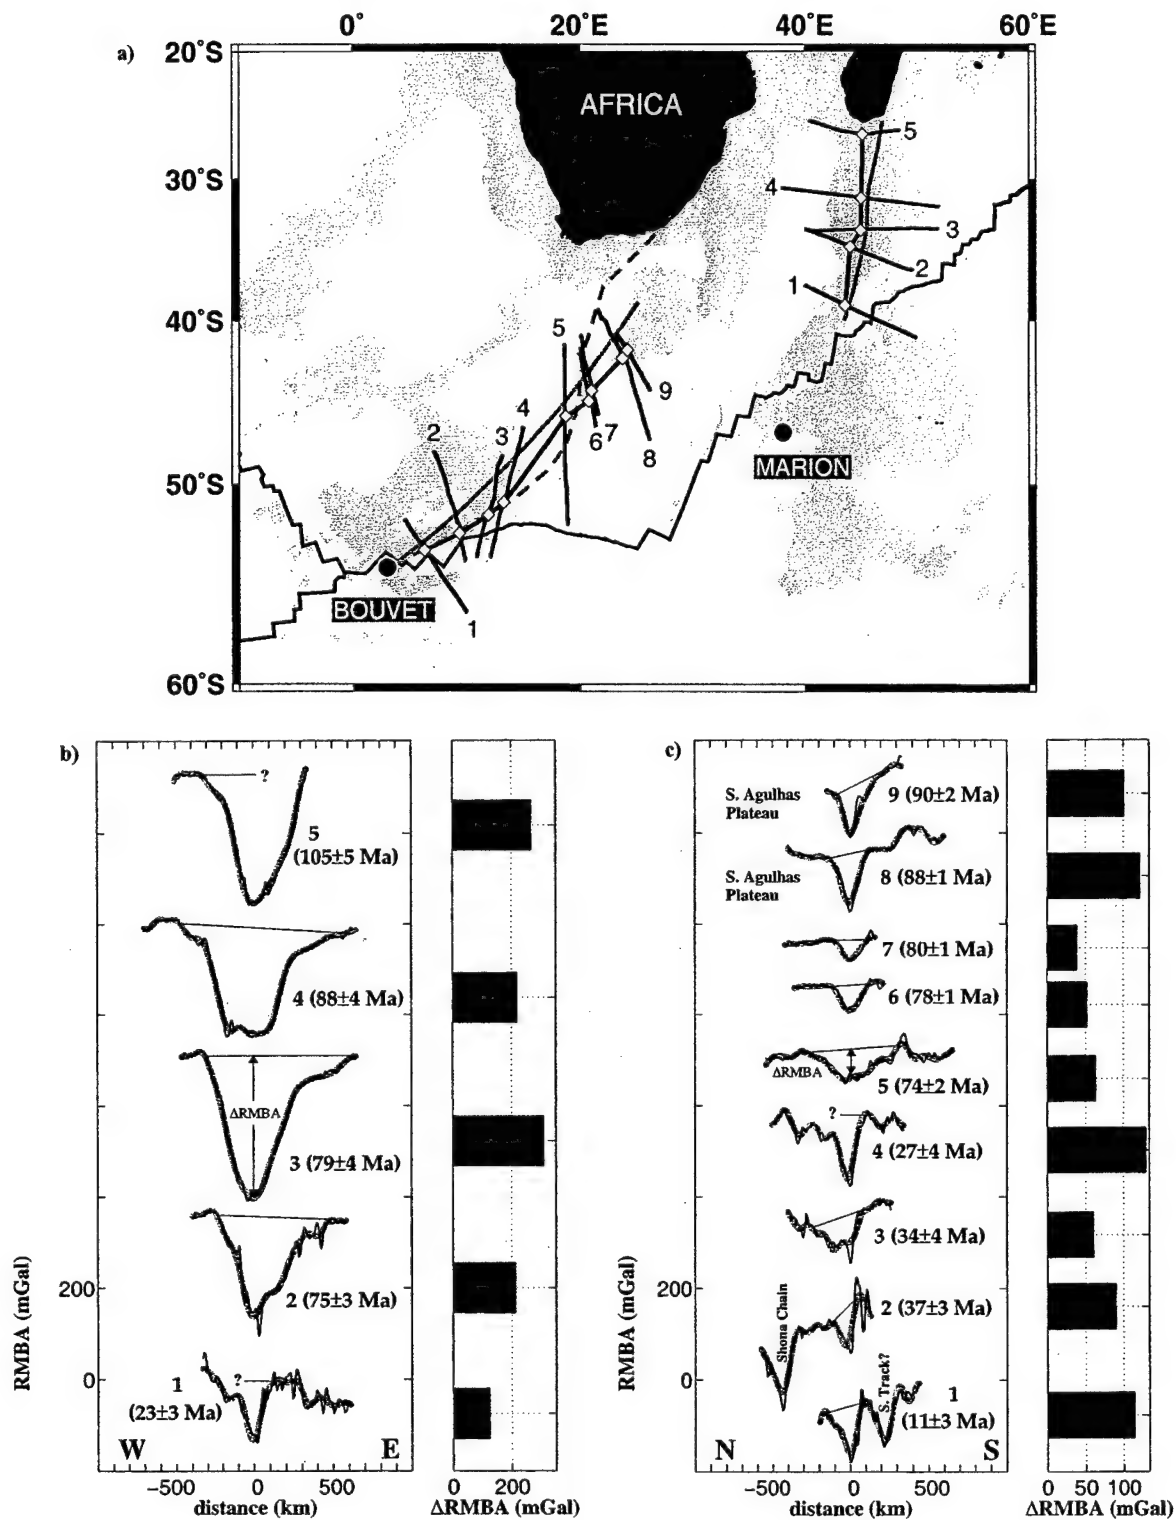 0° 20°E 40°E 60°E
a)
20°S
30°S
40°S
50°S
60°S
AFRICA
5
4
3
2
1
5
9
4
7
6
3
2
8
MARION
BOUVET
1
b)
?
5
(105±5 Ma)
4 (88±4 Ma)
ΔRMBA
3 (79±4 Ma)
2 (75±3 Ma)
?
1
(23±3 Ma)
W E
RMBA (mGal)
200
0
−500 0 500
distance (km)
0 200
ΔRMBA (mGal)
c)
S. Agulhas
Plateau
9 (90±2 Ma)
S. Agulhas
Plateau
8 (88±1 Ma)
7 (80±1 Ma)
6 (78±1 Ma)
ΔRMBA
5 (74±2 Ma)
?
4 (27±4 Ma)
3 (34±4 Ma)
Shona Chain
2 (37±3 Ma)
S. Track?
1
(11±3 Ma)
N S
RMBA (mGal)
200
0
−500 0 500
distance (km)
0 50 100
ΔRMBA (mGal)